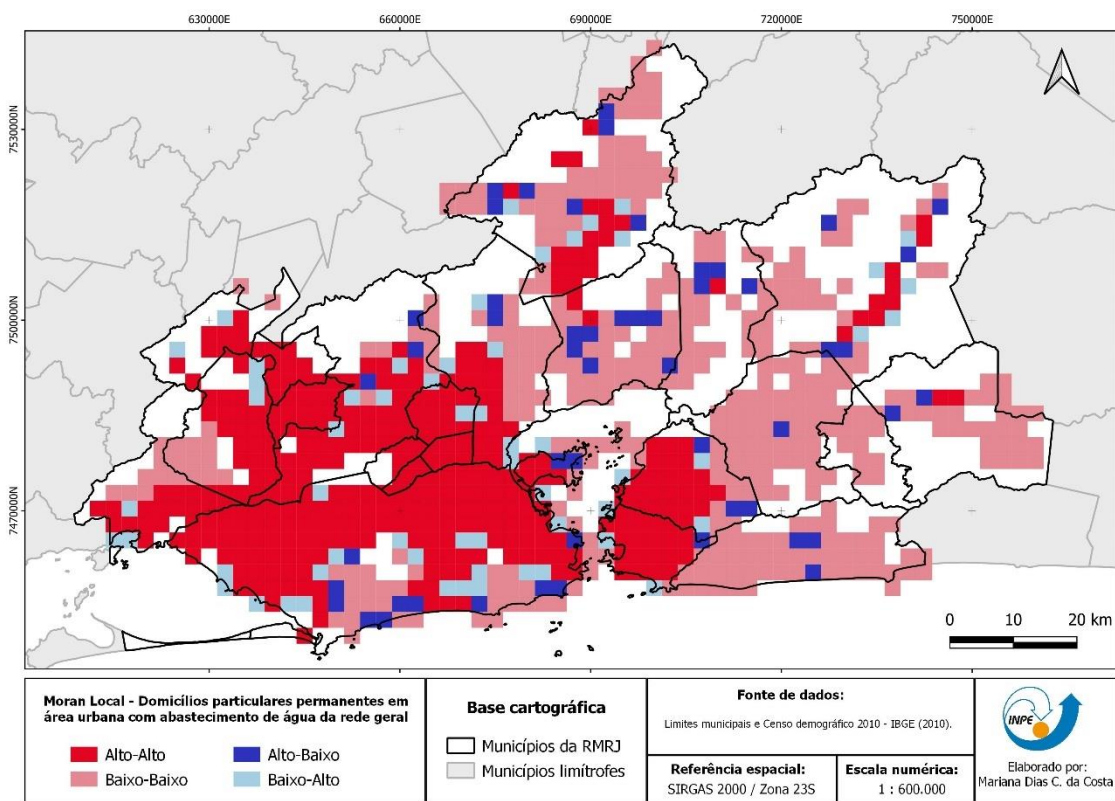 630000E 660000E 6900000E 720000E 750000E
7530000N
7500000N
7470000N
0 10 20 km
Moran Local - Domicílios particulares permanentes em
área urbana com abastecimento de água da rede geral
Alto-Alto
Alto-Baixo
Baixo-Baixo
Baixo-Alto
Base cartográfica
Municípios da RMRJ
Municípios limítrofes
Fonte de dados:
Limites municipais e Censo demográfico 2010 - IBGE (2010).
Referência espacial:
SIRGAS 2000 / Zona 23S
Escala numérica:
1 : 600.000
INPE
Elaborado por:
Mariana Dias C. da Costa